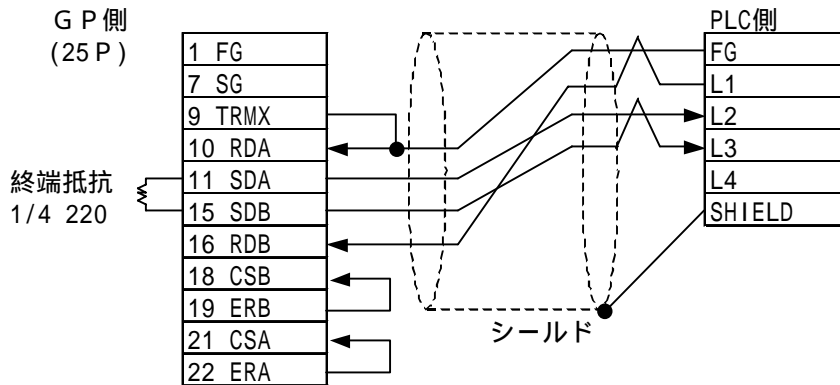 GP側
(25P)
1 FG
7 SG
9 TRMX
10 RDA
11 SDA
15 SDB
16 RDB
18 CSB
19 ERB
21 CSA
22 ERA
終端抵抗
1/4 220
シールド
PLC側
FG
L1
L2
L3
L4
SHIELD